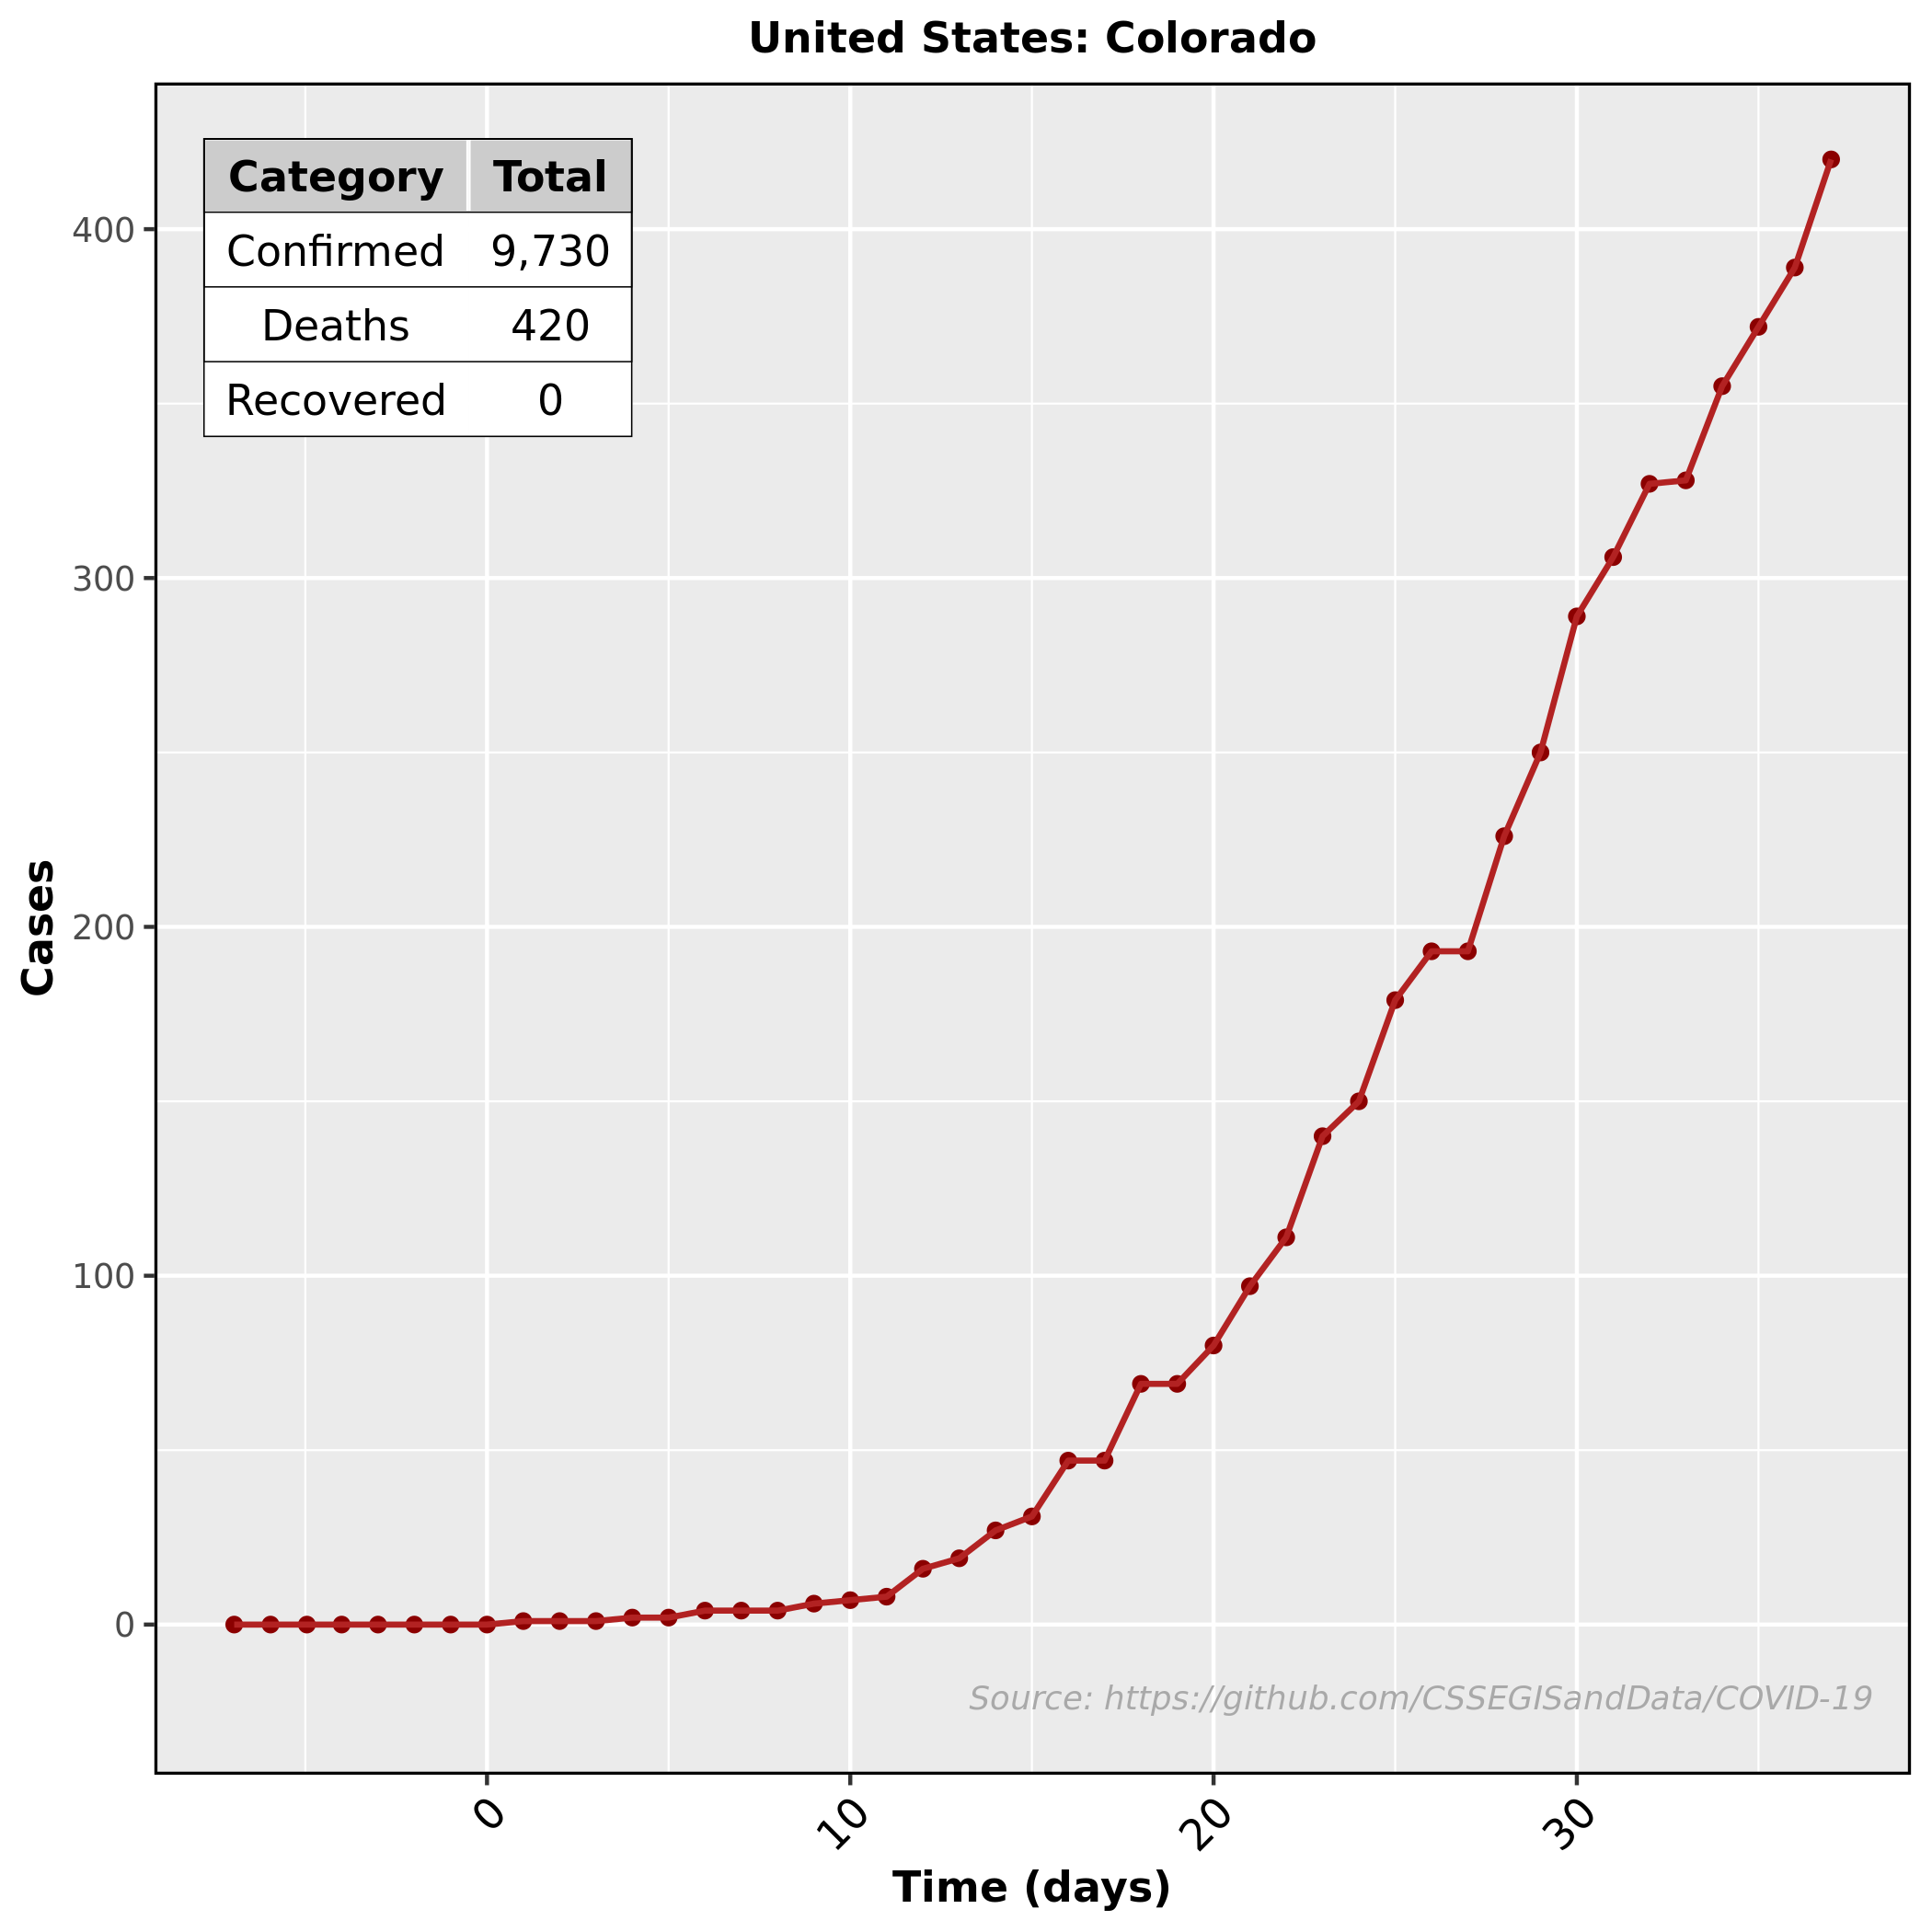 United States: Colorado
Category Total
Confirmed 9,730
Deaths 420
Recovered 0
400
300
200
100
0
Cases
Source: https://github.com/CSSEGISandData/COVID-19
0 10 20 30
Time (days)